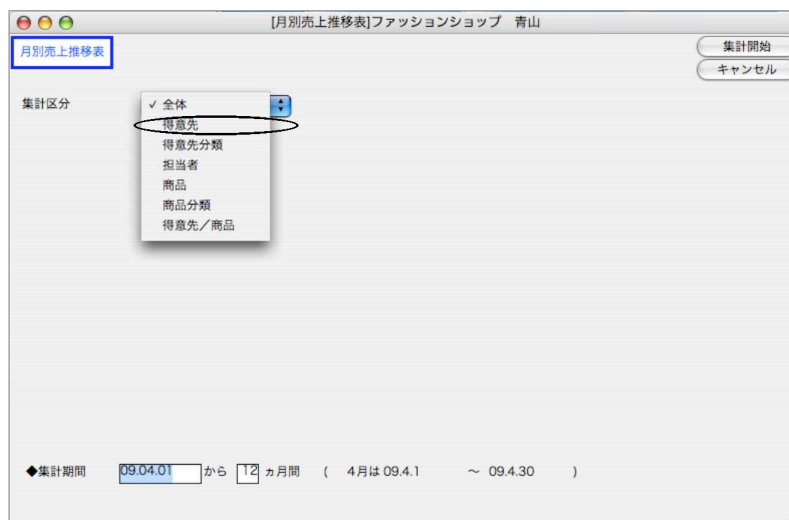 [月別売上推移表]ファッションショップ 青山
月別売上推移表
集計開始
キャンセル
集計区分
✓ 全体
得意先
得意先分類
担当者
商品
商品分類
得意先／商品
◆集計期間 09.04.01 から 12 ヵ月間 ( 4月は 09.4.1 ～ 09.4.30 )